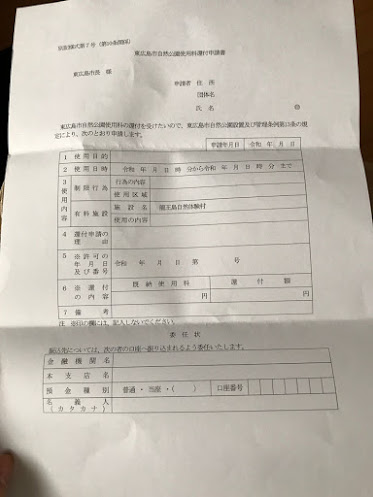 別記様式第7号（第10条関係）
東広島市自然公園使用料還付申請書
東広島市長 様
申請者 住 所
団体名
氏 名 ㊞
東広島市自然公園使用料の還付を受けたいので、東広島市自然公園設置及び管理条例第13条の規
定により、次のとおり申請します。
申請年月日 令和 年 月 日
1 使用目的
2 使用日時 令和 年 月 日 時 分から令和 年 月 日 時 分 まで
3 使用内容 制限行為 行為の内容
使用区域
有料施設 施設名 龍王島自然体験村
使用の内容
4 還付申請の理由
5 ※許可の年月日及び番号 令和 年 月 日 第 号
6 ※還付の内容 既納使用料 還付額
円 円
7 備考
注 ※印の欄には、記入しないでください。
委任状
振込先については、次の者の口座へ振り込まれるよう委任いたします。
金融機関名
本支店名
預金種別 普通・当座・( ) 口座番号
名義人
(カタカナ)